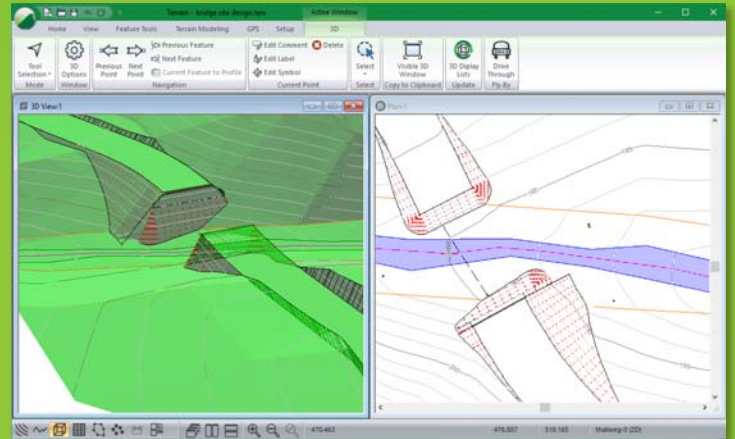 Terrain - bridge site design.terx
Active Window
Home View Feature Tools Terrain Modeling GPS Setup 3D
Tool Selection
Mode
3D Options
Window
Previous Point
Next Point
Previous Feature
Next Feature
Current Feature to Profile
Navigation
Edit Comment
Delete
Edit Label
Edit Symbol
Current Point
Select
Select
Visible 3D Window
Copy to Clipboard
3D Display Lists
Update
Drive Through
Fly-By
3D View:1
Plan:1
470.463
476.887
519.165
thalweg-0 (2D)